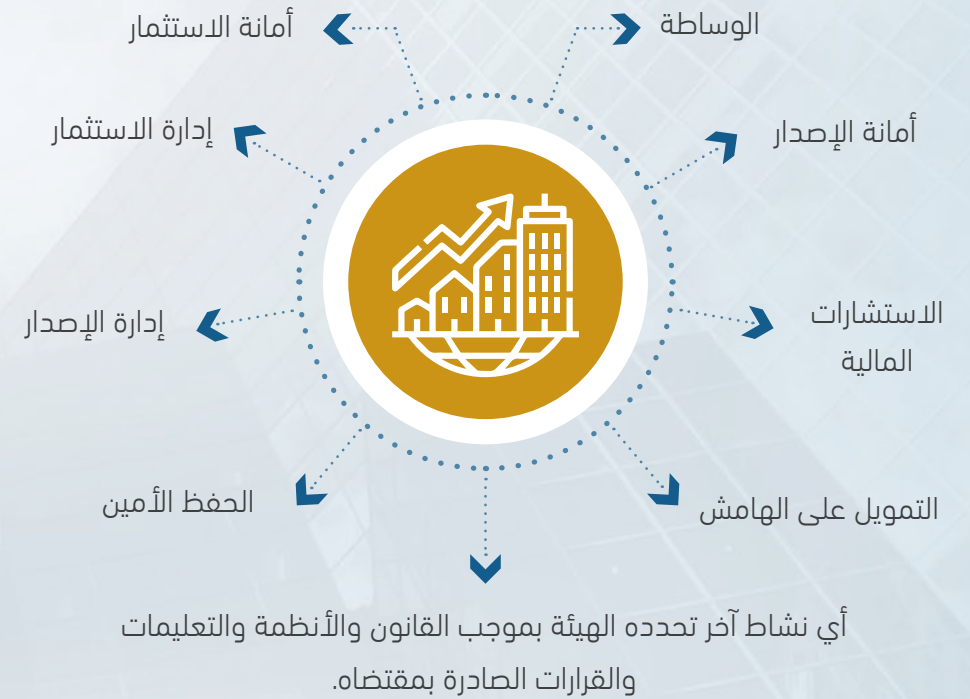 الوساطة
أمانة الاستثمار
أمانة الإصدار
إدارة الاستثمار
الاستشارات
المالية
إدارة الإصدار
التمويل على الهامش
الحفظ الأمين
أي نشاط آخر تحدده الهيئة بموجب القانون والأنظمة والتعليمات
والقرارات الصادرة بمقتضاه.